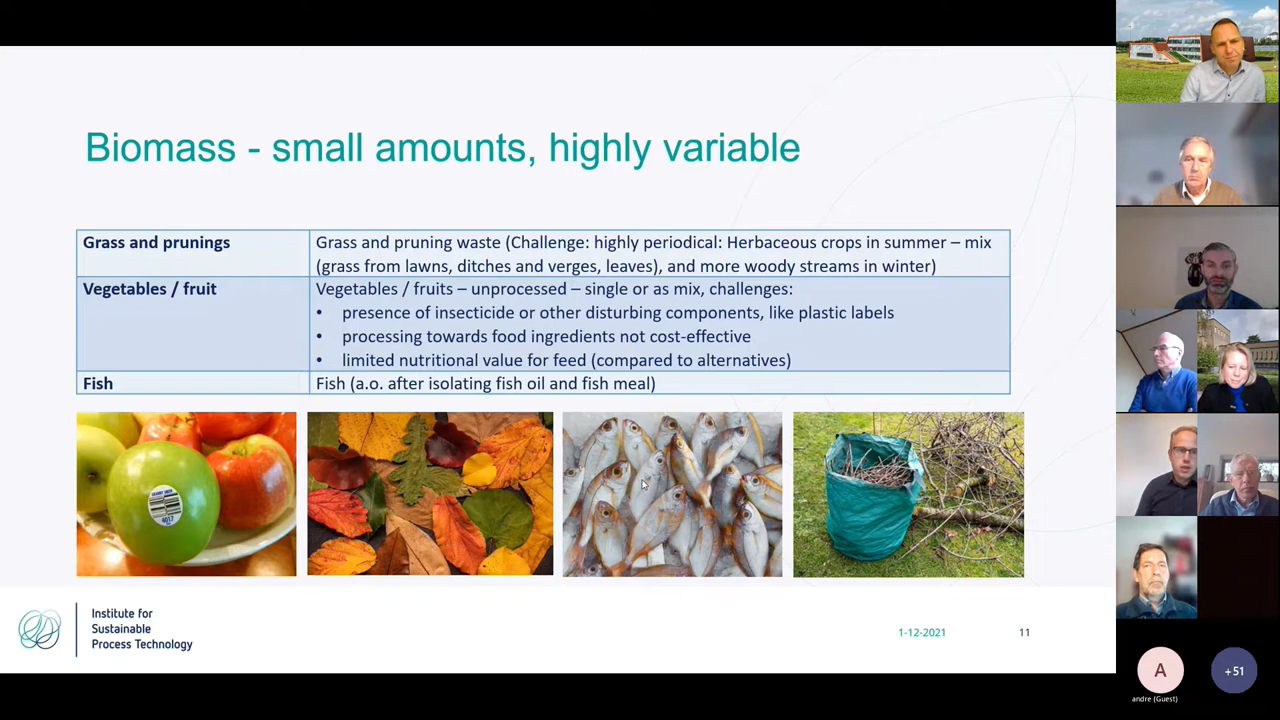 Biomass - small amounts, highly variable
Grass and prunings
Grass and pruning waste (Challenge: highly periodical: Herbaceous crops in summer – mix
(grass from lawns, ditches and verges, leaves), and more woody streams in winter)
Vegetables / fruit
Vegetables / fruits – unprocessed – single or as mix, challenges:
• presence of insecticide or other disturbing components, like plastic labels
• processing towards food ingredients not cost-effective
• limited nutritional value for feed (compared to alternatives)
Fish
Fish (a.o. after isolating fish oil and fish meal)
4017
Institute for
Sustainable
Process Technology
1-12-2021
11
A
+51
andre (Guest)